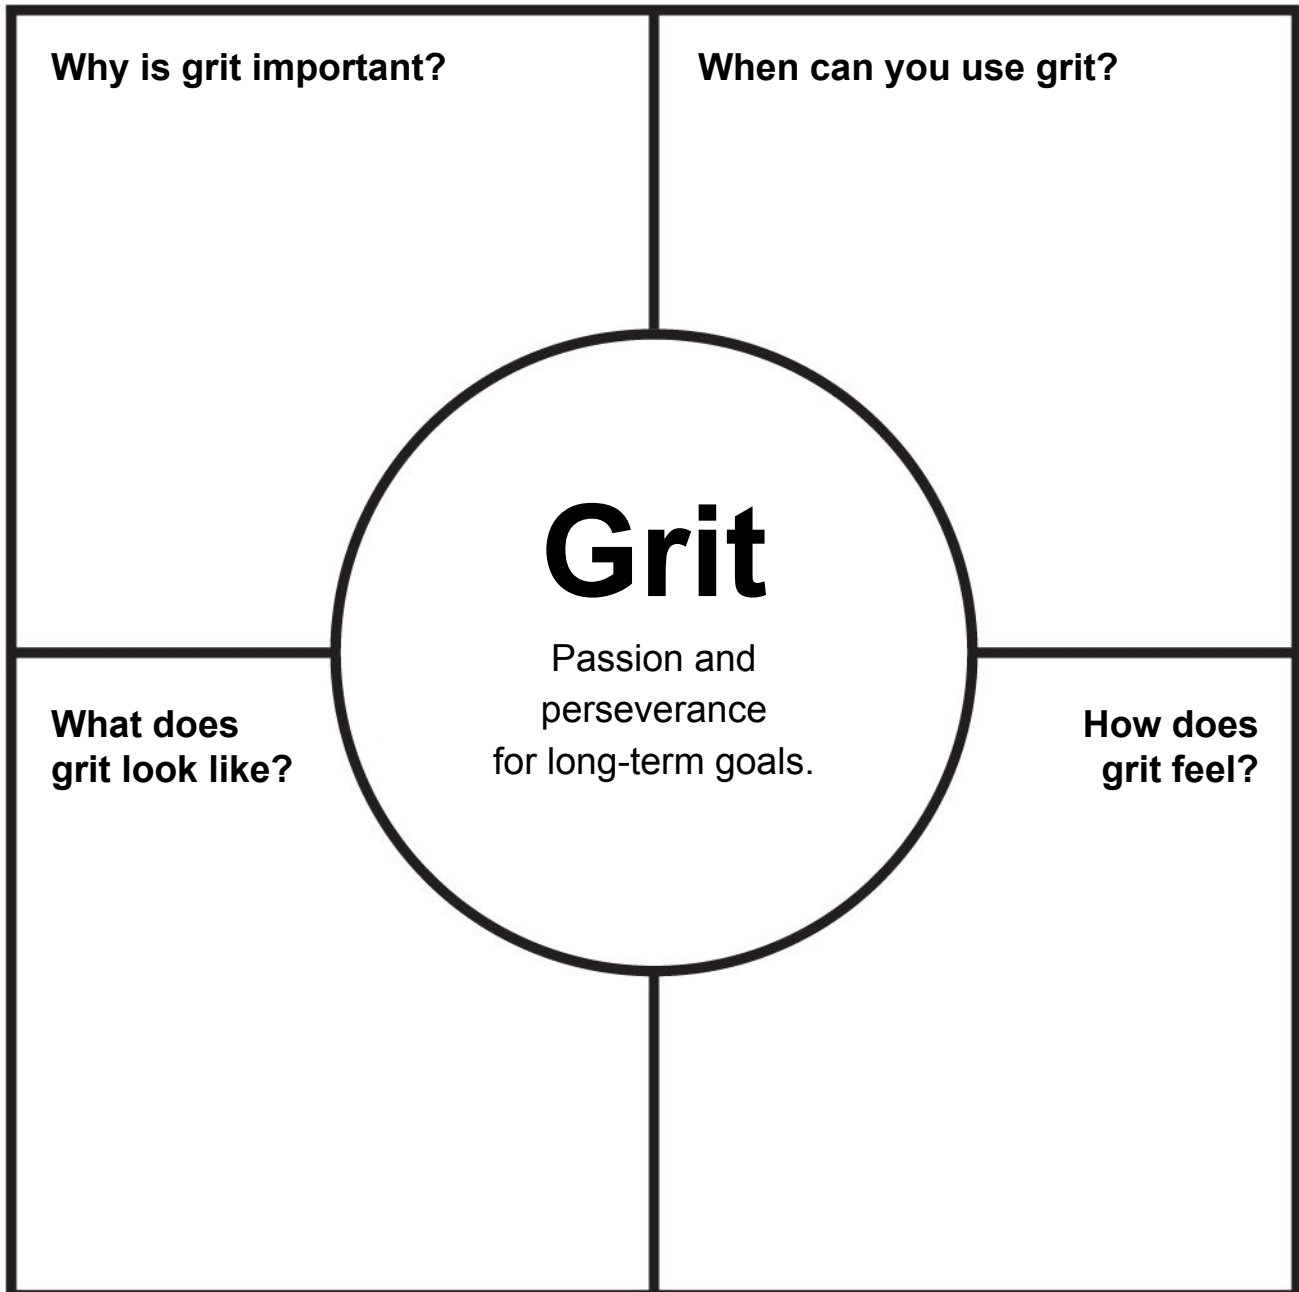 Why is grit important?
When can you use grit?
Grit
Passion and
perseverance
for long-term goals.
What does
grit look like?
How does
grit feel?